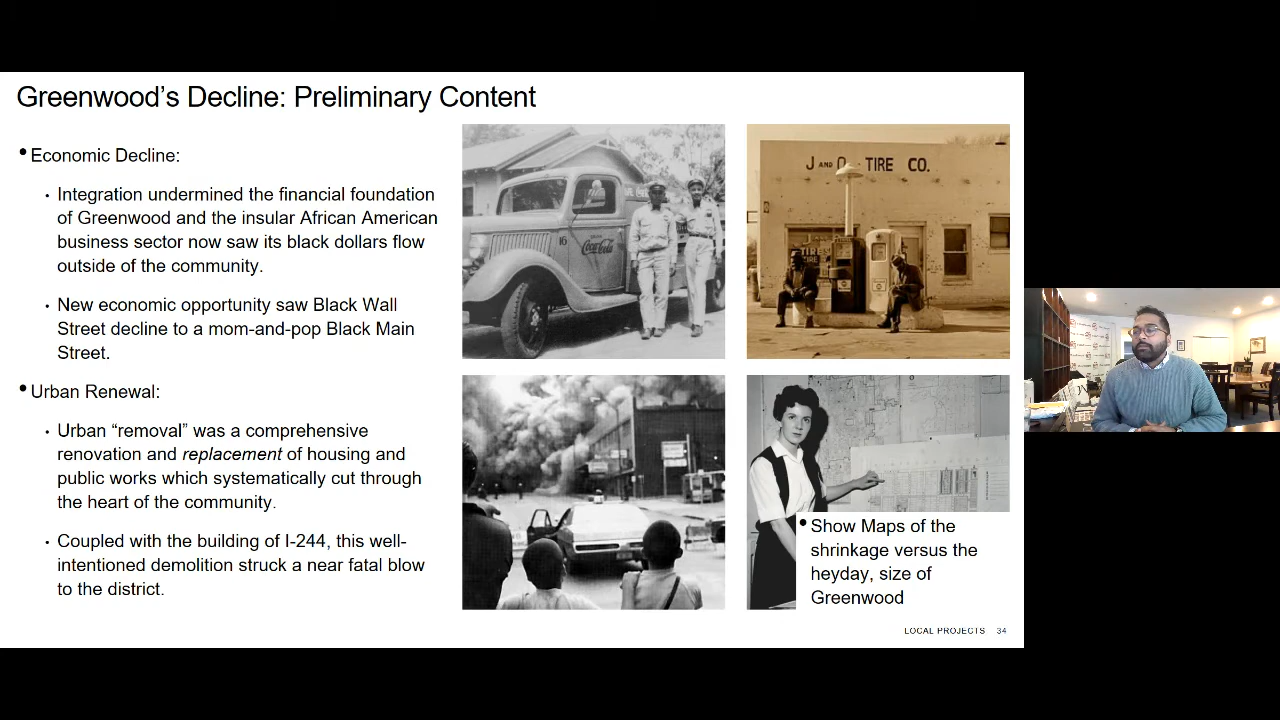 Greenwood's Decline: Preliminary Content
• Economic Decline:
• Integration undermined the financial foundation
of Greenwood and the insular African American
business sector now saw its black dollars flow
outside of the community.
• New economic opportunity saw Black Wall
Street decline to a mom-and-pop Black Main
Street.
• Urban Renewal:
• Urban “removal” was a comprehensive
renovation and replacement of housing and
public works which systematically cut through
the heart of the community.
• Coupled with the building of I-244, this well-
intentioned demolition struck a near fatal blow
to the district.
16
Coca-Cola
J AND O TIRE CO.
• Show Maps of the
shrinkage versus the
heyday, size of
Greenwood
LOCAL PROJECTS 34